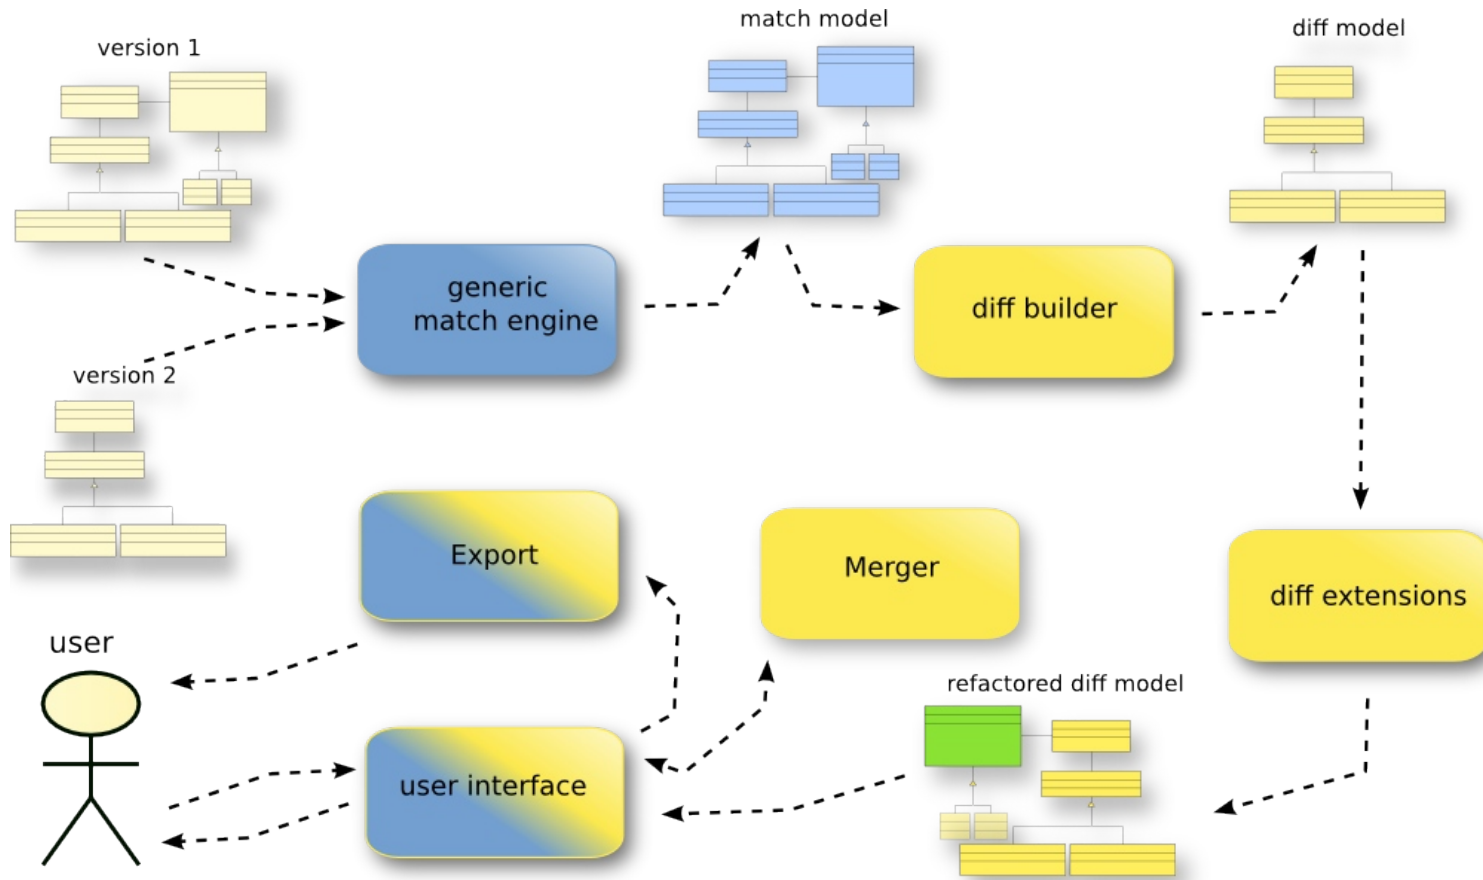 match model
diff model
version 1
generic
match engine
diff builder
version 2
Export
Merger
diff extensions
user
refactored diff model
user interface